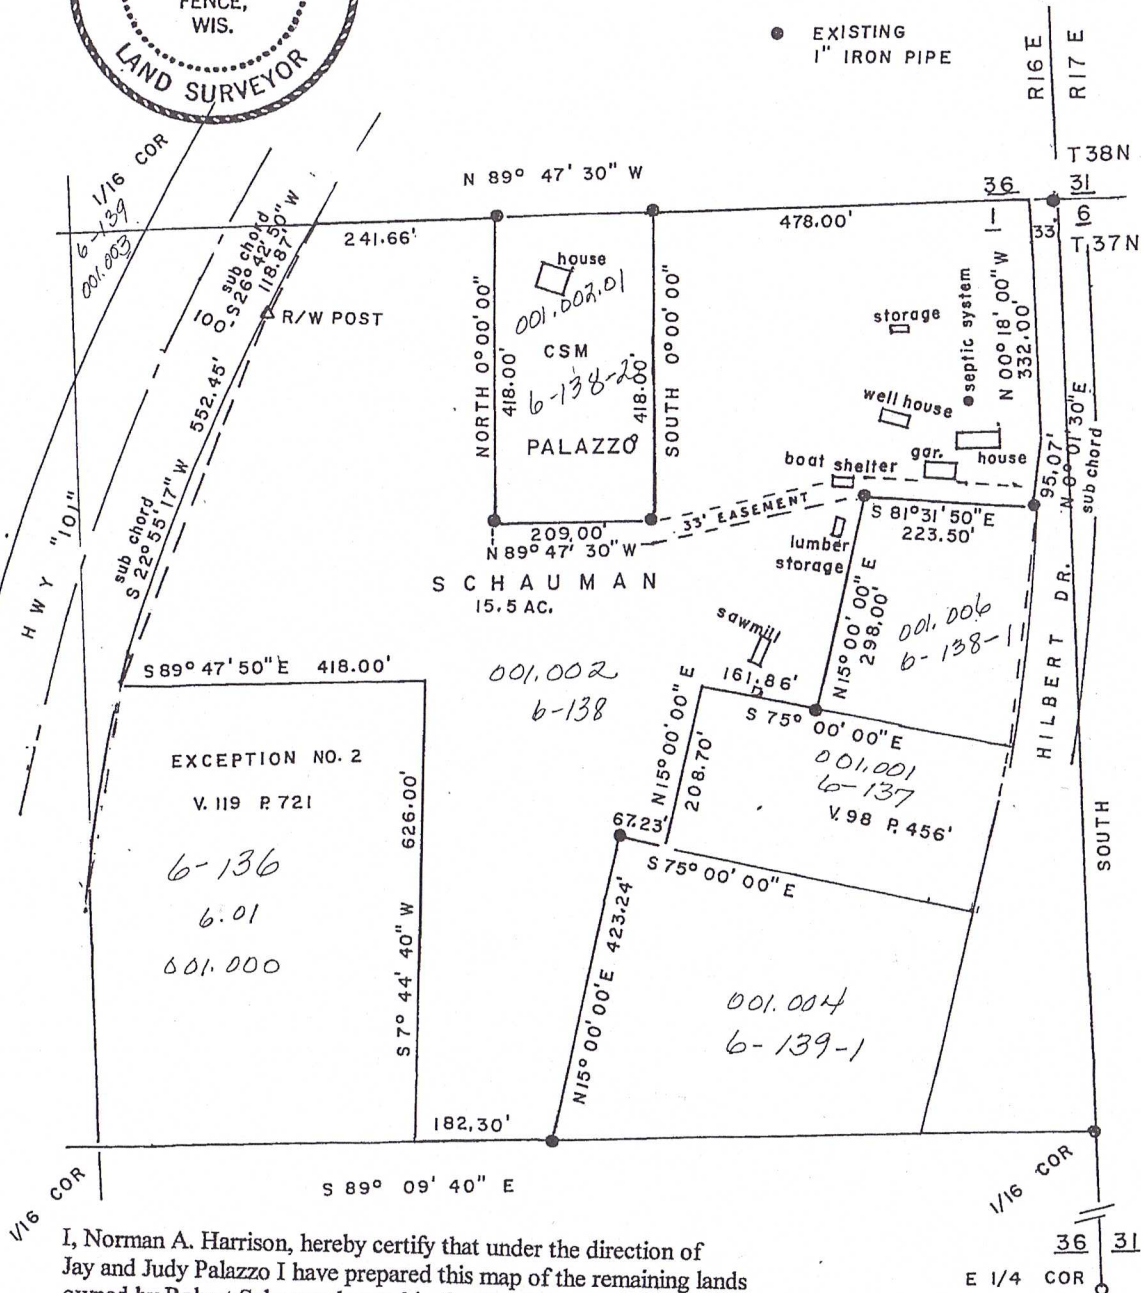 FENCE,
WIS.
LAND SURVEYOR
EXISTING
1" IRON PIPE
R16E
R17E
T38N
36
31
6
1
T37N
33.
1/16 COR
6-139
001.003
N 89° 47' 30" W
241.66'
478.00'
sub chord
S26° 42' 50" W
118.87'
100'
R/W POST
552.45'
sub chord
S 22° 55' 17" W
HWY "101"
NORTH 0° 00' 00"
418.00'
house
001.002.01
CSM
6-138-2
PALAZZO
418.00'
SOUTH 0° 00' 00"
209.00'
N 89° 47' 30" W
33' EASEMENT
storage
septic system
N 00° 18' 00" W
332.00'
well house
house
gar.
boat shelter
95.07'
N 0° 01' 30" E
sub chord
S 81° 31' 50" E
223.50'
lumber
storage
SCHAUMAN
15.5 AC.
001.002
6-138
sawmill
N15° 00' 00" E
298.00'
001.006
6-138-11
HILBERT DR.
SOUTH
S 89° 47' 50" E 418.00'
161.86'
S 75° 00' 00" E
N15° 00' 00" E
208.70'
001.001
6-137
V. 98 P. 456'
67.23'
S 75° 00' 00" E
EXCEPTION NO. 2
V. 119 P. 721
6-136
6.01
001.000
626.00'
S 7° 44' 40" W
N15° 00' 00" E 423.24'
001.004
6-139-1
182.30'
1/16 COR
S 89° 09' 40" E
1/16 COR
36 31
E 1/4 COR
I, Norman A. Harrison, hereby certify that under the direction of
Jay and Judy Palazzo I have prepared this map of the remaining lands